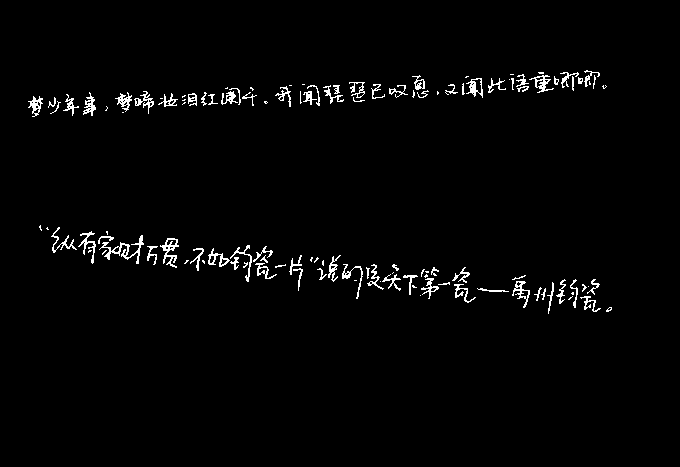 梦少年事，梦啼妆泪红阑干。我闻琵琶已叹息，又闻此语重唧唧。
“纵有家财万贯，不如钧瓷一片”说的是天下第一瓷——禹州钧瓷。